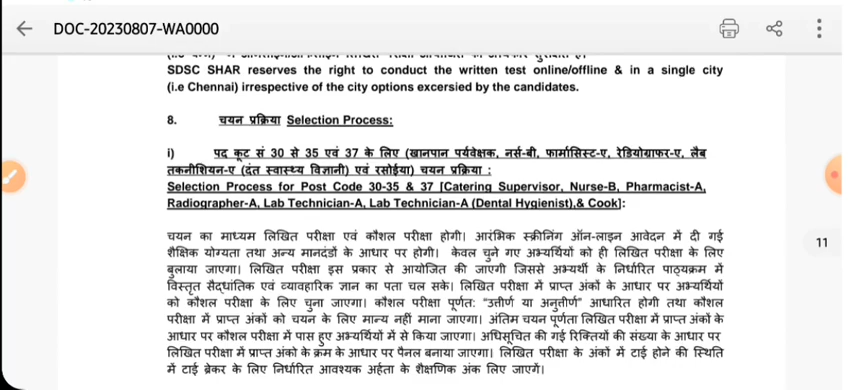 DOC-20230807-WA0000
SDSC SHAR reserves the right to conduct the written test online/offline & in a single city
(i.e Chennai) irrespective of the city options excersied by the candidates.
8. चयन प्रक्रिया Selection Process:
i) पद कूट सं 30 से 35 एवं 37 के लिए (खानपान पर्यवेक्षक, नर्स-बी, फार्मासिस्ट-ए, रेडियोग्राफर-ए, लैब
तकनीशियन-ए (दंत स्वास्थ्य विज्ञानी) एवं रसोईया) चयन प्रक्रिया :
Selection Process for Post Code 30-35 & 37 [Catering Supervisor, Nurse-B, Pharmacist-A,
Radiographer-A, Lab Technician-A, Lab Technician-A (Dental Hygienist),& Cook]:
चयन का माध्यम लिखित परीक्षा एवं कौशल परीक्षा होगी। आरंभिक स्क्रीनिंग ऑन-लाइन आवेदन में दी गई
शैक्षिक योग्यता तथा अन्य मानदंडों के आधार पर होगी। केवल चुने गए अभ्यर्थियों को ही लिखित परीक्षा के लिए
बुलाया जाएगा। लिखित परीक्षा इस प्रकार से आयोजित की जाएगी जिससे अभ्यर्थी के निर्धारित पाठ्यक्रम में
विस्तृत सैद्धांतिक एवं व्यावहारिक ज्ञान का पता चल सके। लिखित परीक्षा में प्राप्त अंकों के आधार पर अभ्यर्थियों
को कौशल परीक्षा के लिए चुना जाएगा। कौशल परीक्षा पूर्णत: "उत्तीर्ण या अनुत्तीर्ण" आधारित होगी तथा कौशल
परीक्षा में प्राप्त अंकों को चयन के लिए मान्य नहीं माना जाएगा। अंतिम चयन पूर्णता लिखित परीक्षा में प्राप्त अंकों के
आधार पर कौशल परीक्षा में पास हुए अभ्यर्थियों में से किया जाएगा। अधिसूचित की गई रिक्तियों की संख्या के आधार पर
लिखित परीक्षा में प्राप्त अंको के क्रम के आधार पर पैनल बनाया जाएगा। लिखित परीक्षा के अंकों में टाई होने की स्थिति
में टाई ब्रेकर के लिए निर्धारित आवश्यक अर्हता के शैक्षणिक अंक लिए जाएगें।
11